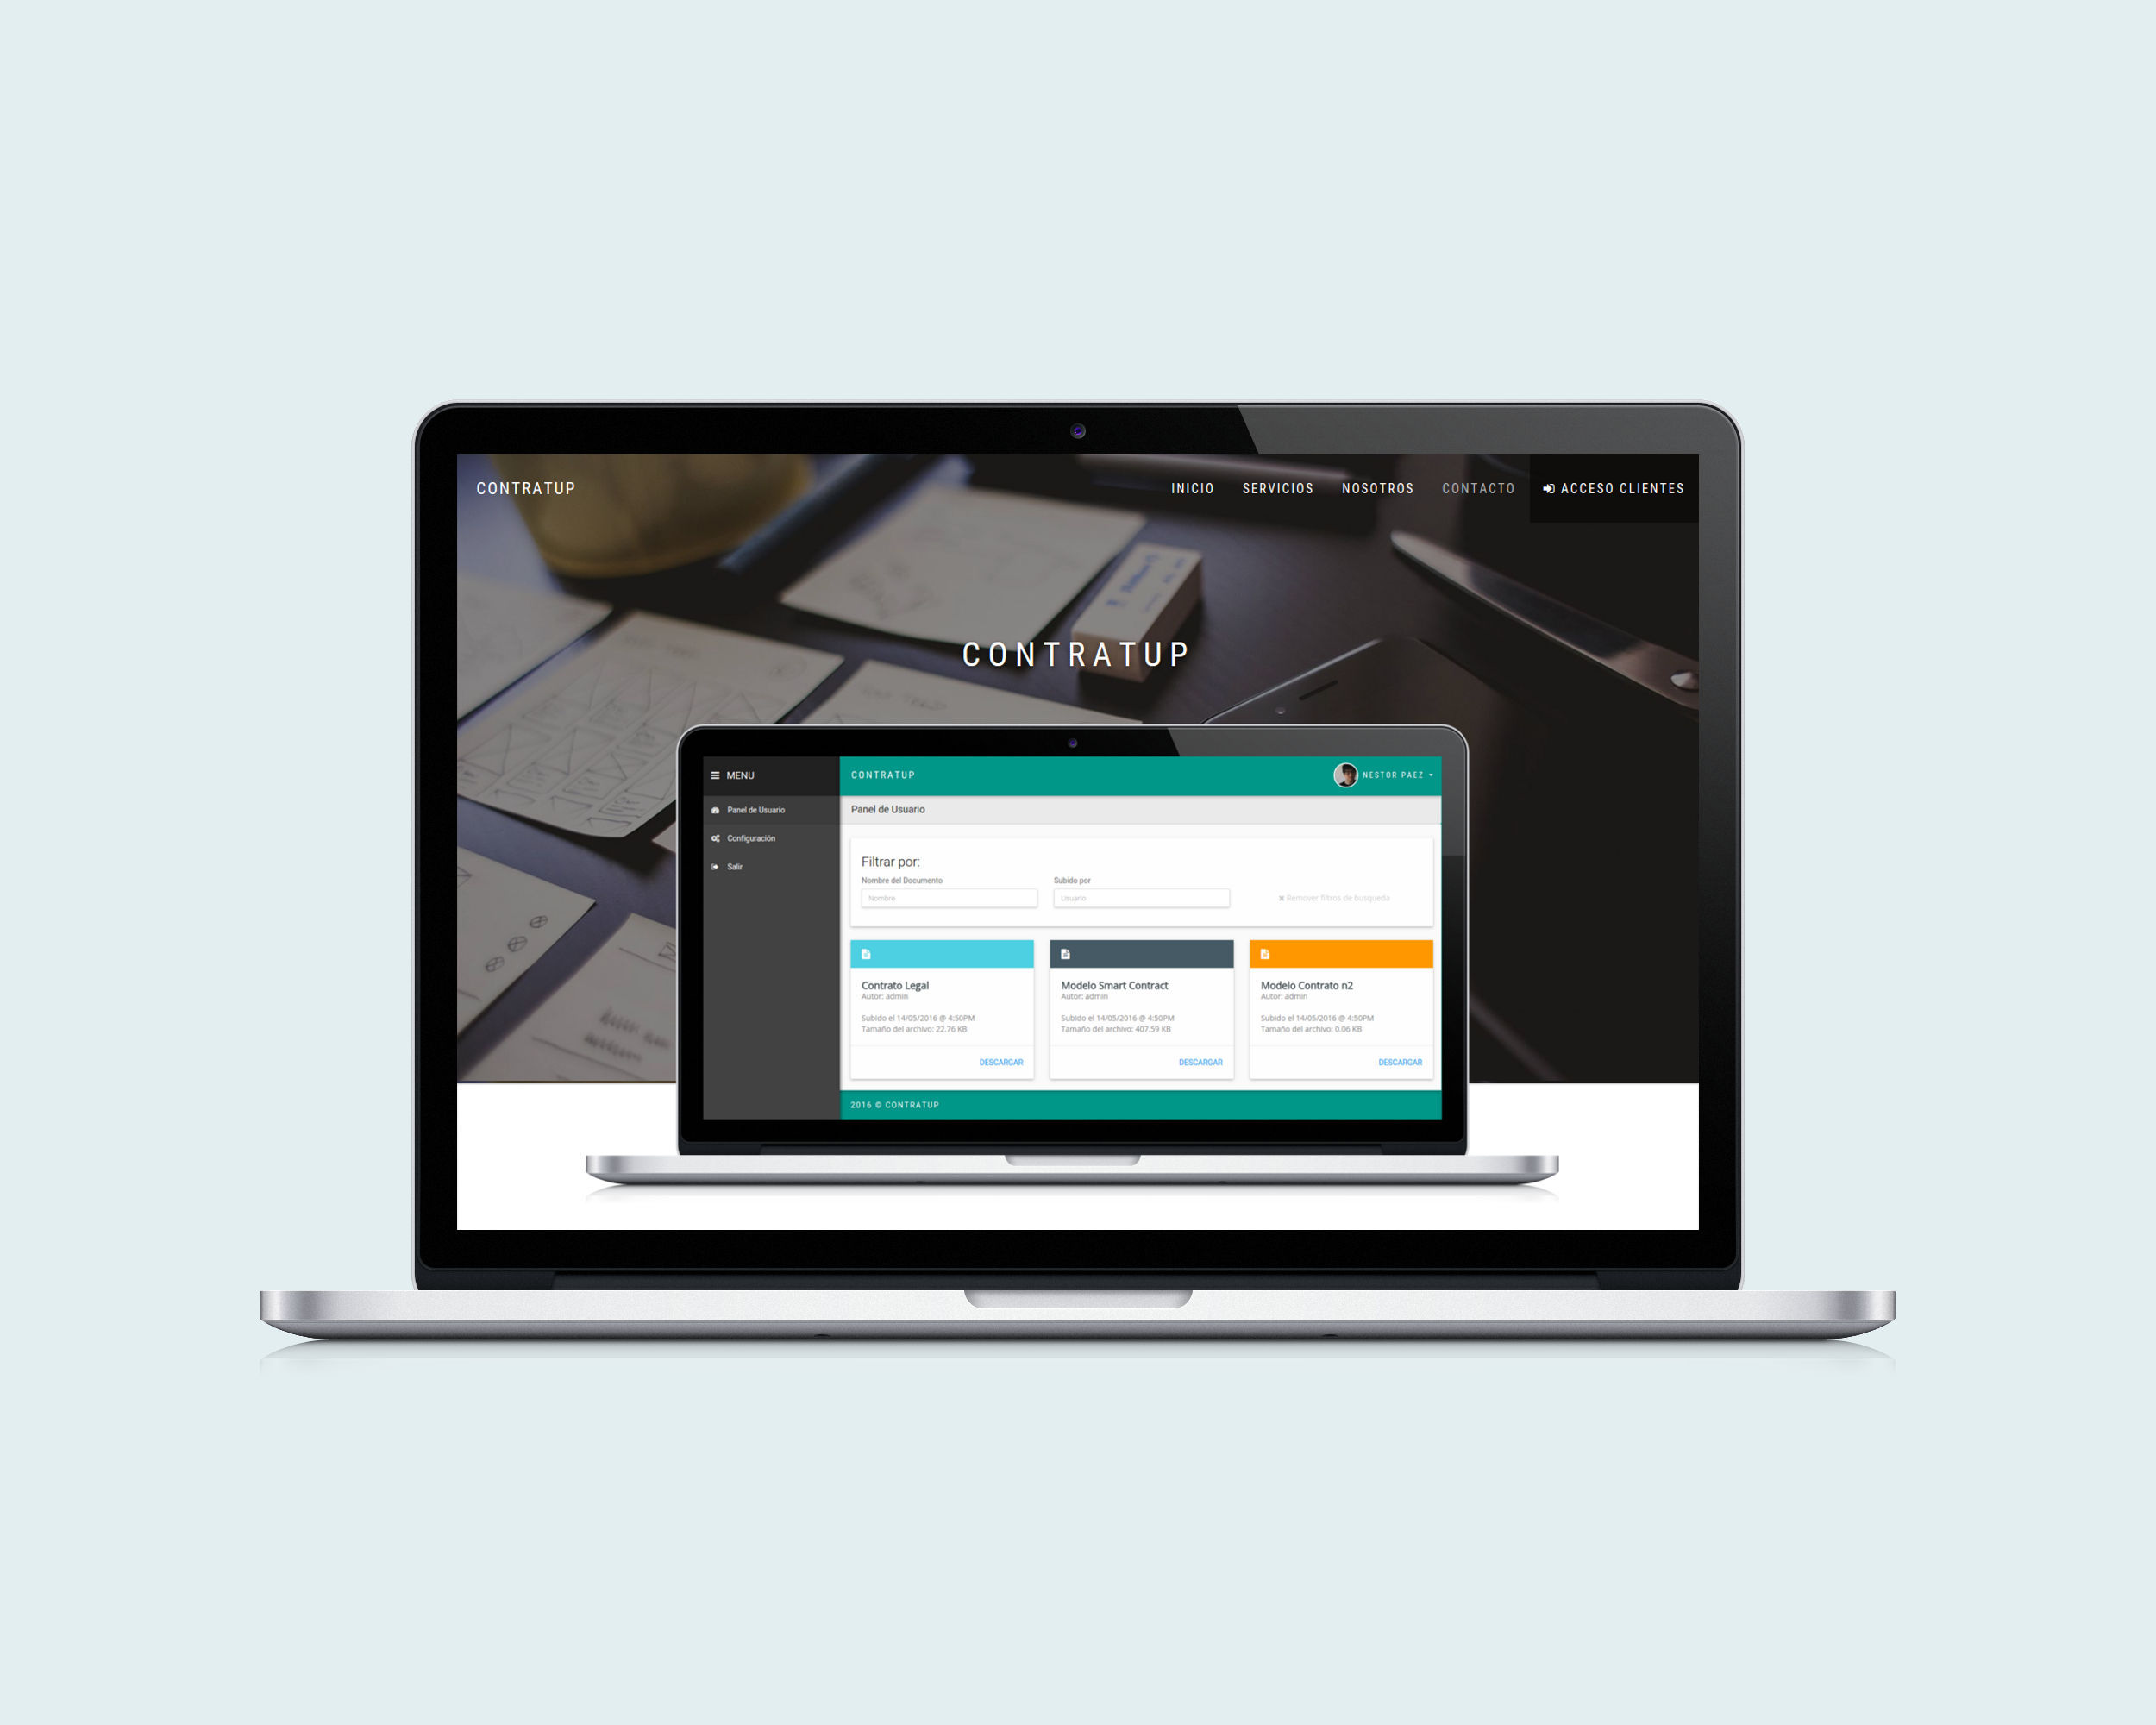 CONTRATUP
INICIO SERVICIOS NOSOTROS CONTACTO ACCESO CLIENTES
CONTRATUP
MENU
CONTRATUP
NESTOR PAEZ
Panel de Usuario
Configuración
Salir
Panel de Usuario
Filtrar por:
Nombre del Documento
Nombre
Subido por
Usuario
Remover filtros de busqueda
Contrato Legal
Autor: admin
Subido el 14/05/2016 @ 4:50PM
Tamaño del archivo: 22.76 KB
DESCARGAR
Modelo Smart Contract
Autor: admin
Subido el 14/05/2016 @ 4:50PM
Tamaño del archivo: 407.59 KB
DESCARGAR
Modelo Contrato n2
Autor: admin
Subido el 14/05/2016 @ 4:50PM
Tamaño del archivo: 0.06 KB
DESCARGAR
2016 © CONTRATUP